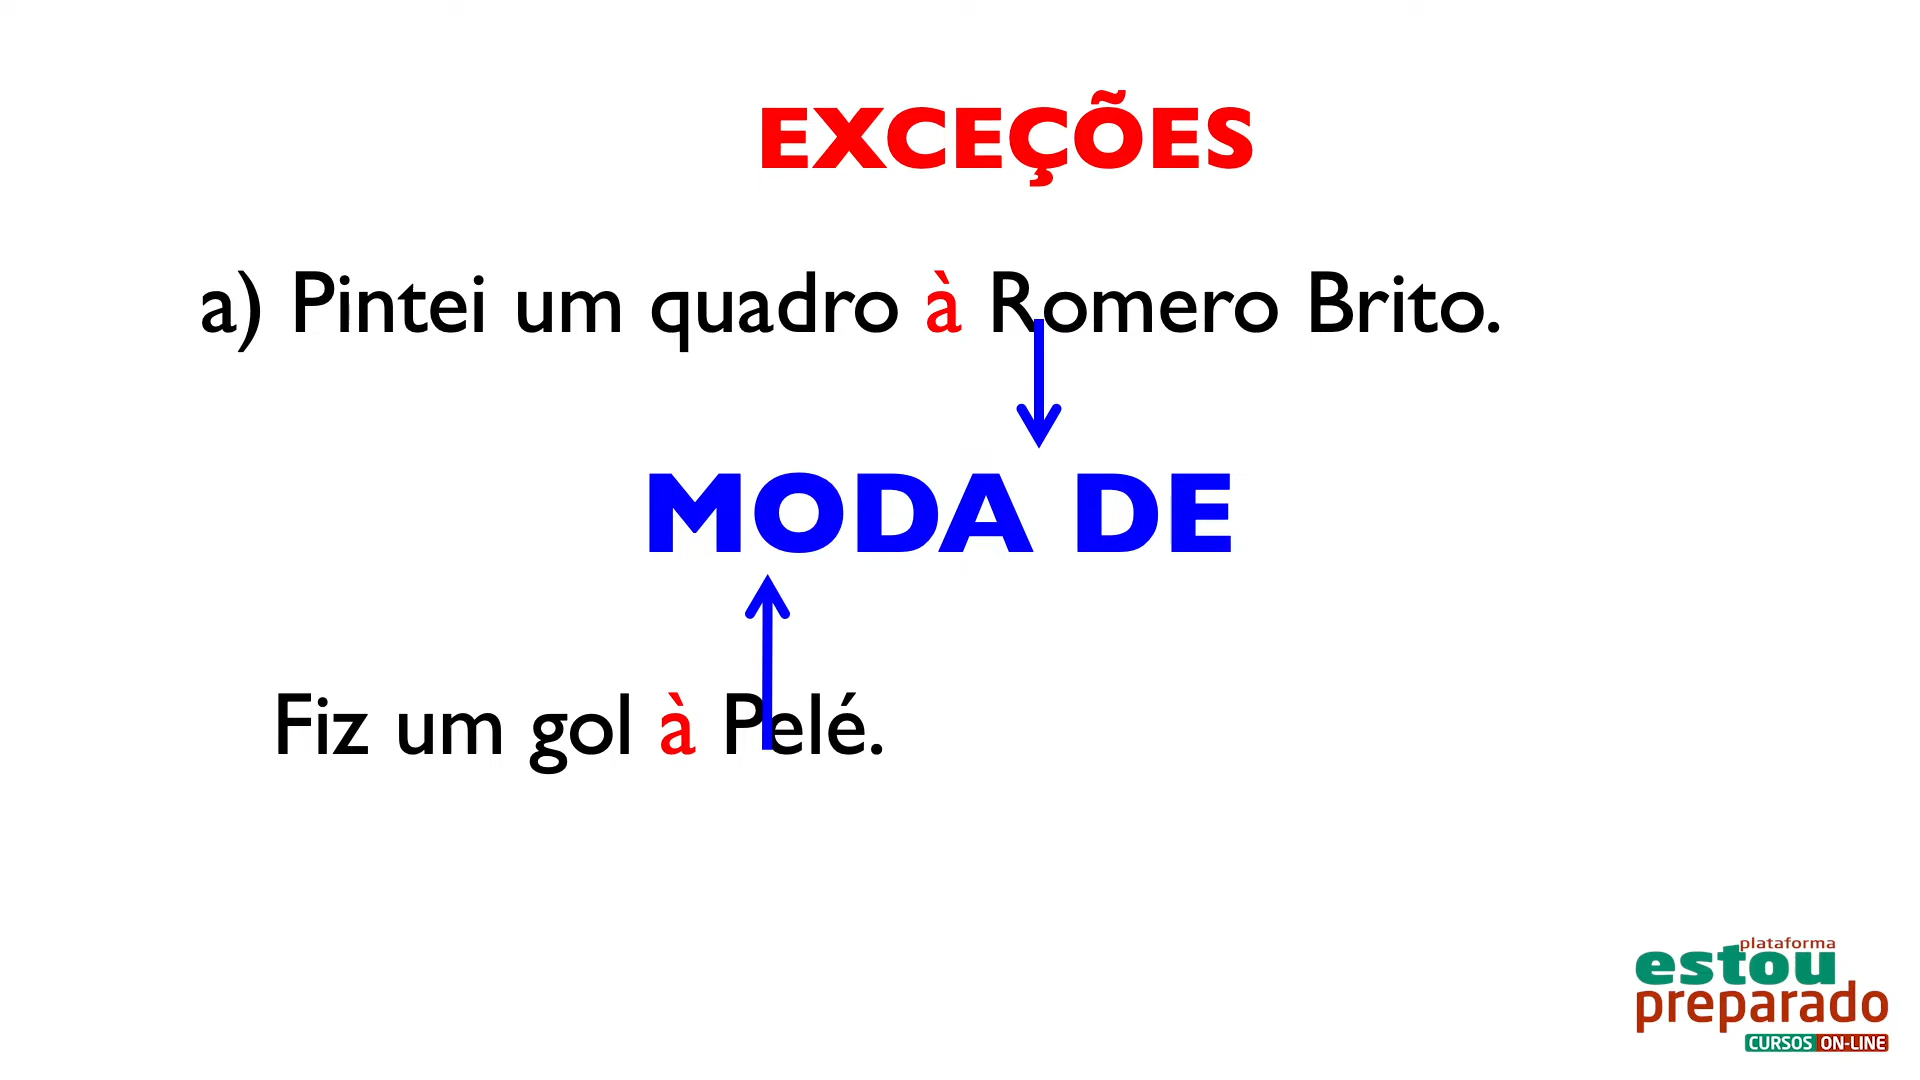 EXCEÇÕES
a) Pintei um quadro à Romero Brito.
MODA DE
Fiz um gol à Pelé.
plataforma
estou
preparado
CURSOS ON-LINE